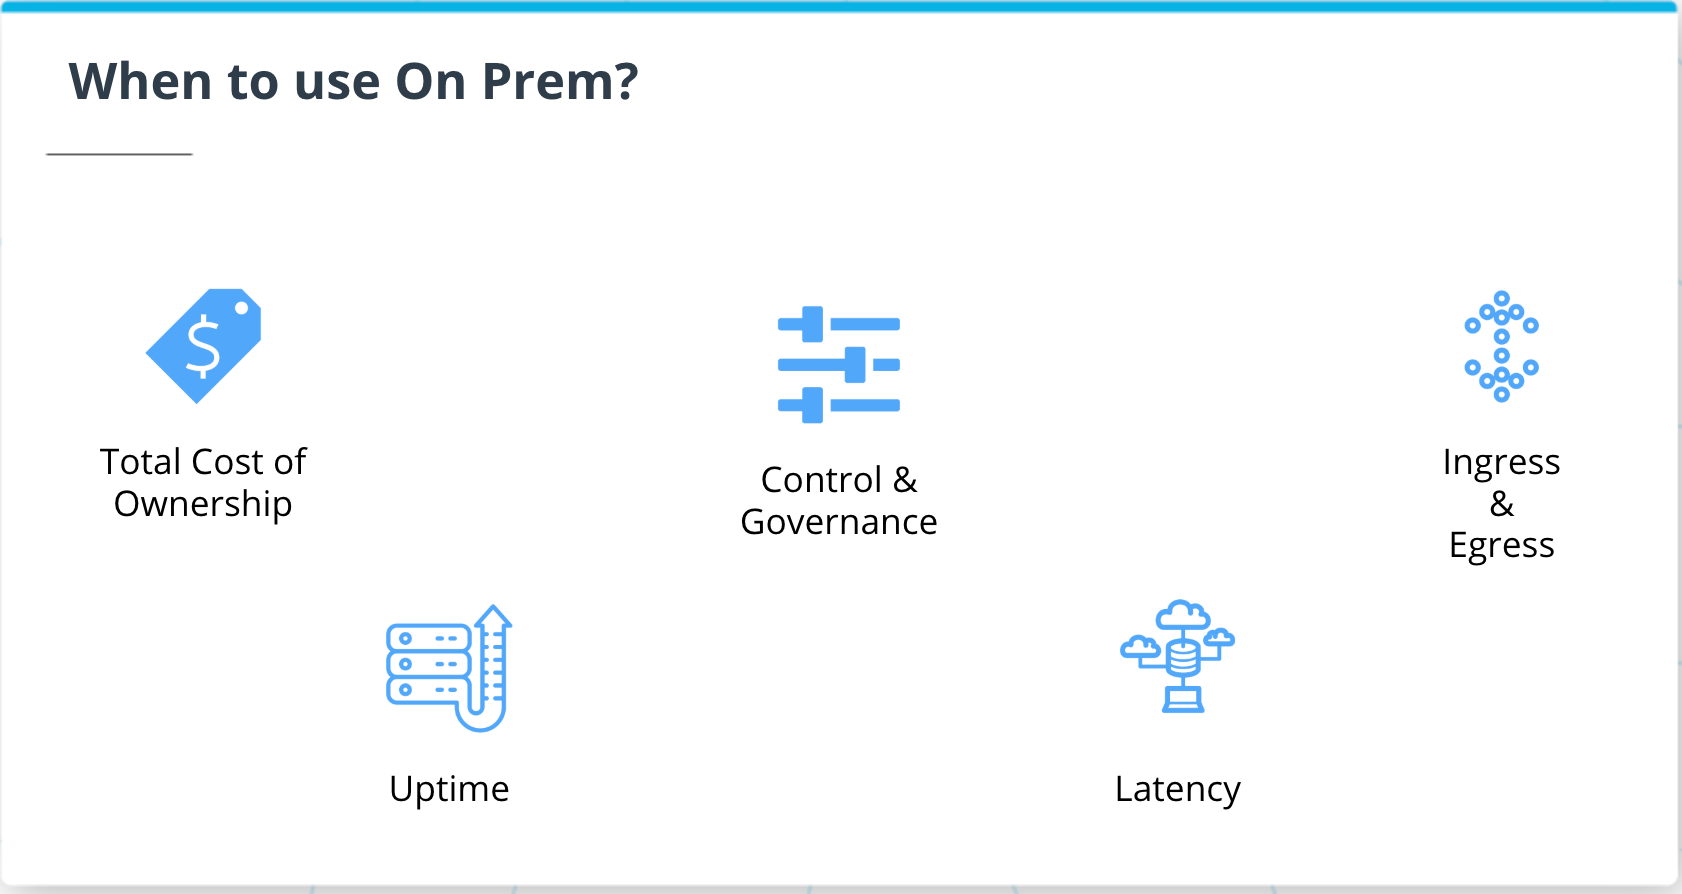 When to use On Prem?
$
Total Cost of
Ownership
Control &
Governance
Ingress
&
Egress
Uptime
Latency